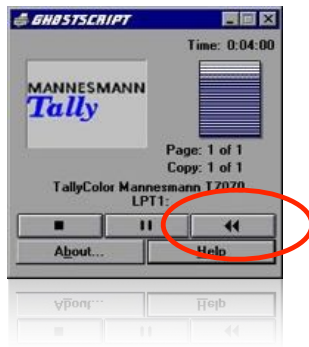 GHOSTSCRIPT
Time: 0:04:00
MANNESMANN
Tally
Page: 1 of 1
Copy: 1 of 1
TallyColor Mannesmann T7070
LPT1:
About...
Help